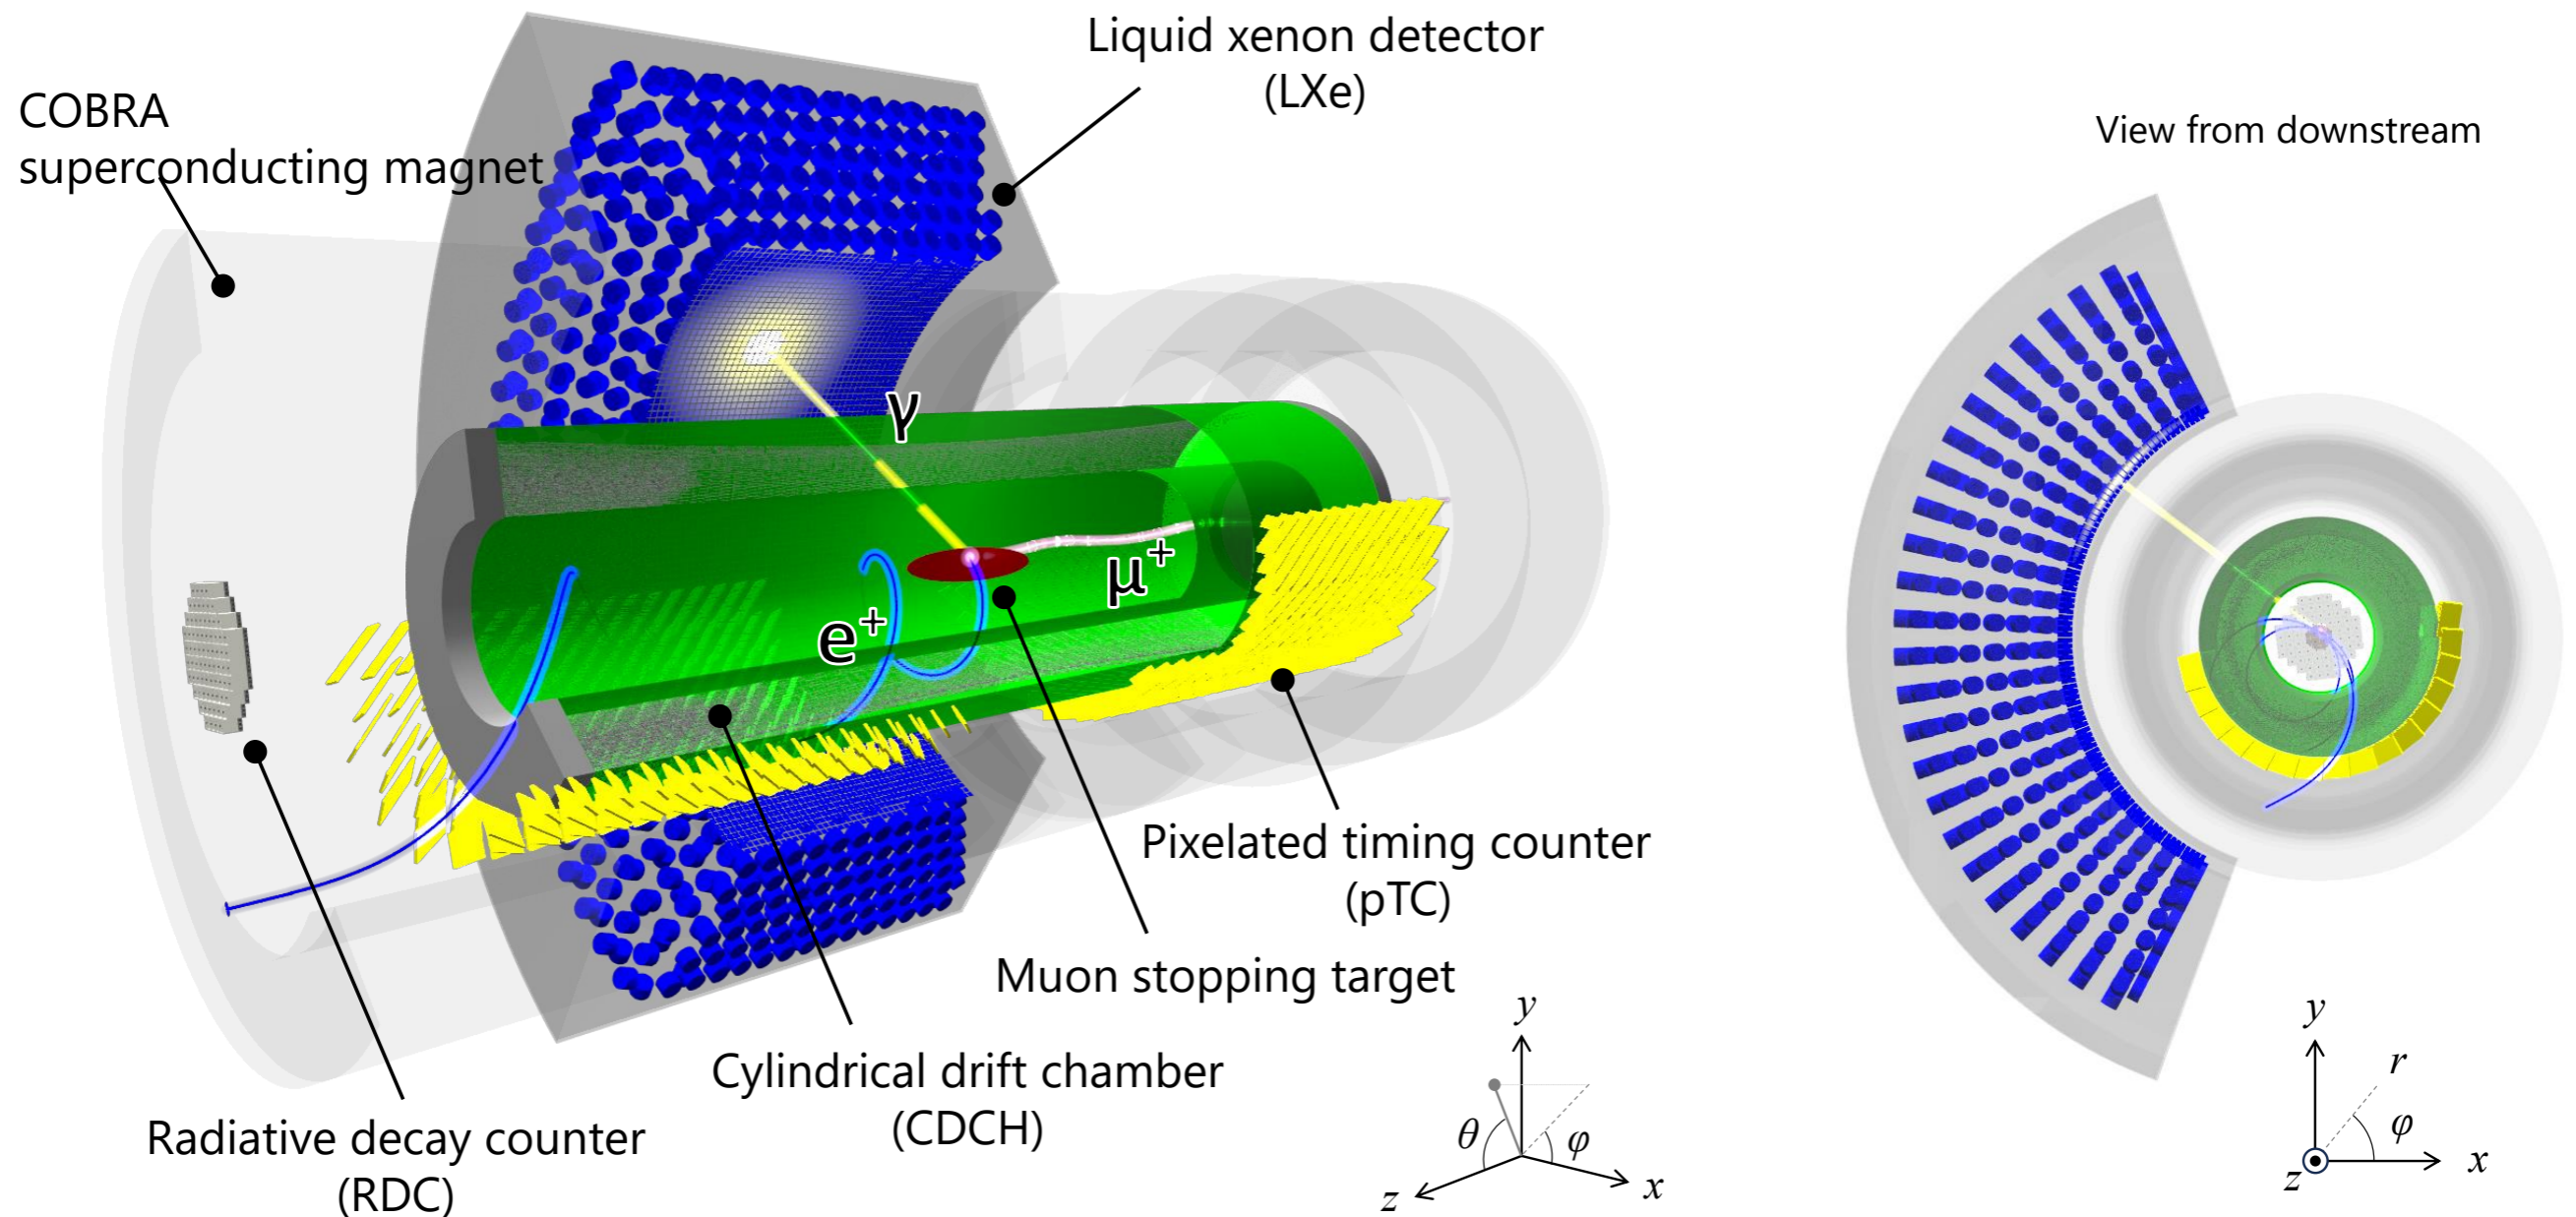 Liquid xenon detector
(LXe)
COBRA
superconducting magnet
View from downstream
γ
μ+
e+
Pixelated timing counter
(pTC)
Muon stopping target
Cylindrical drift chamber
(CDCH)
Radiative decay counter
(RDC)
y
θ
φ
z
x
y
r
φ
x
z